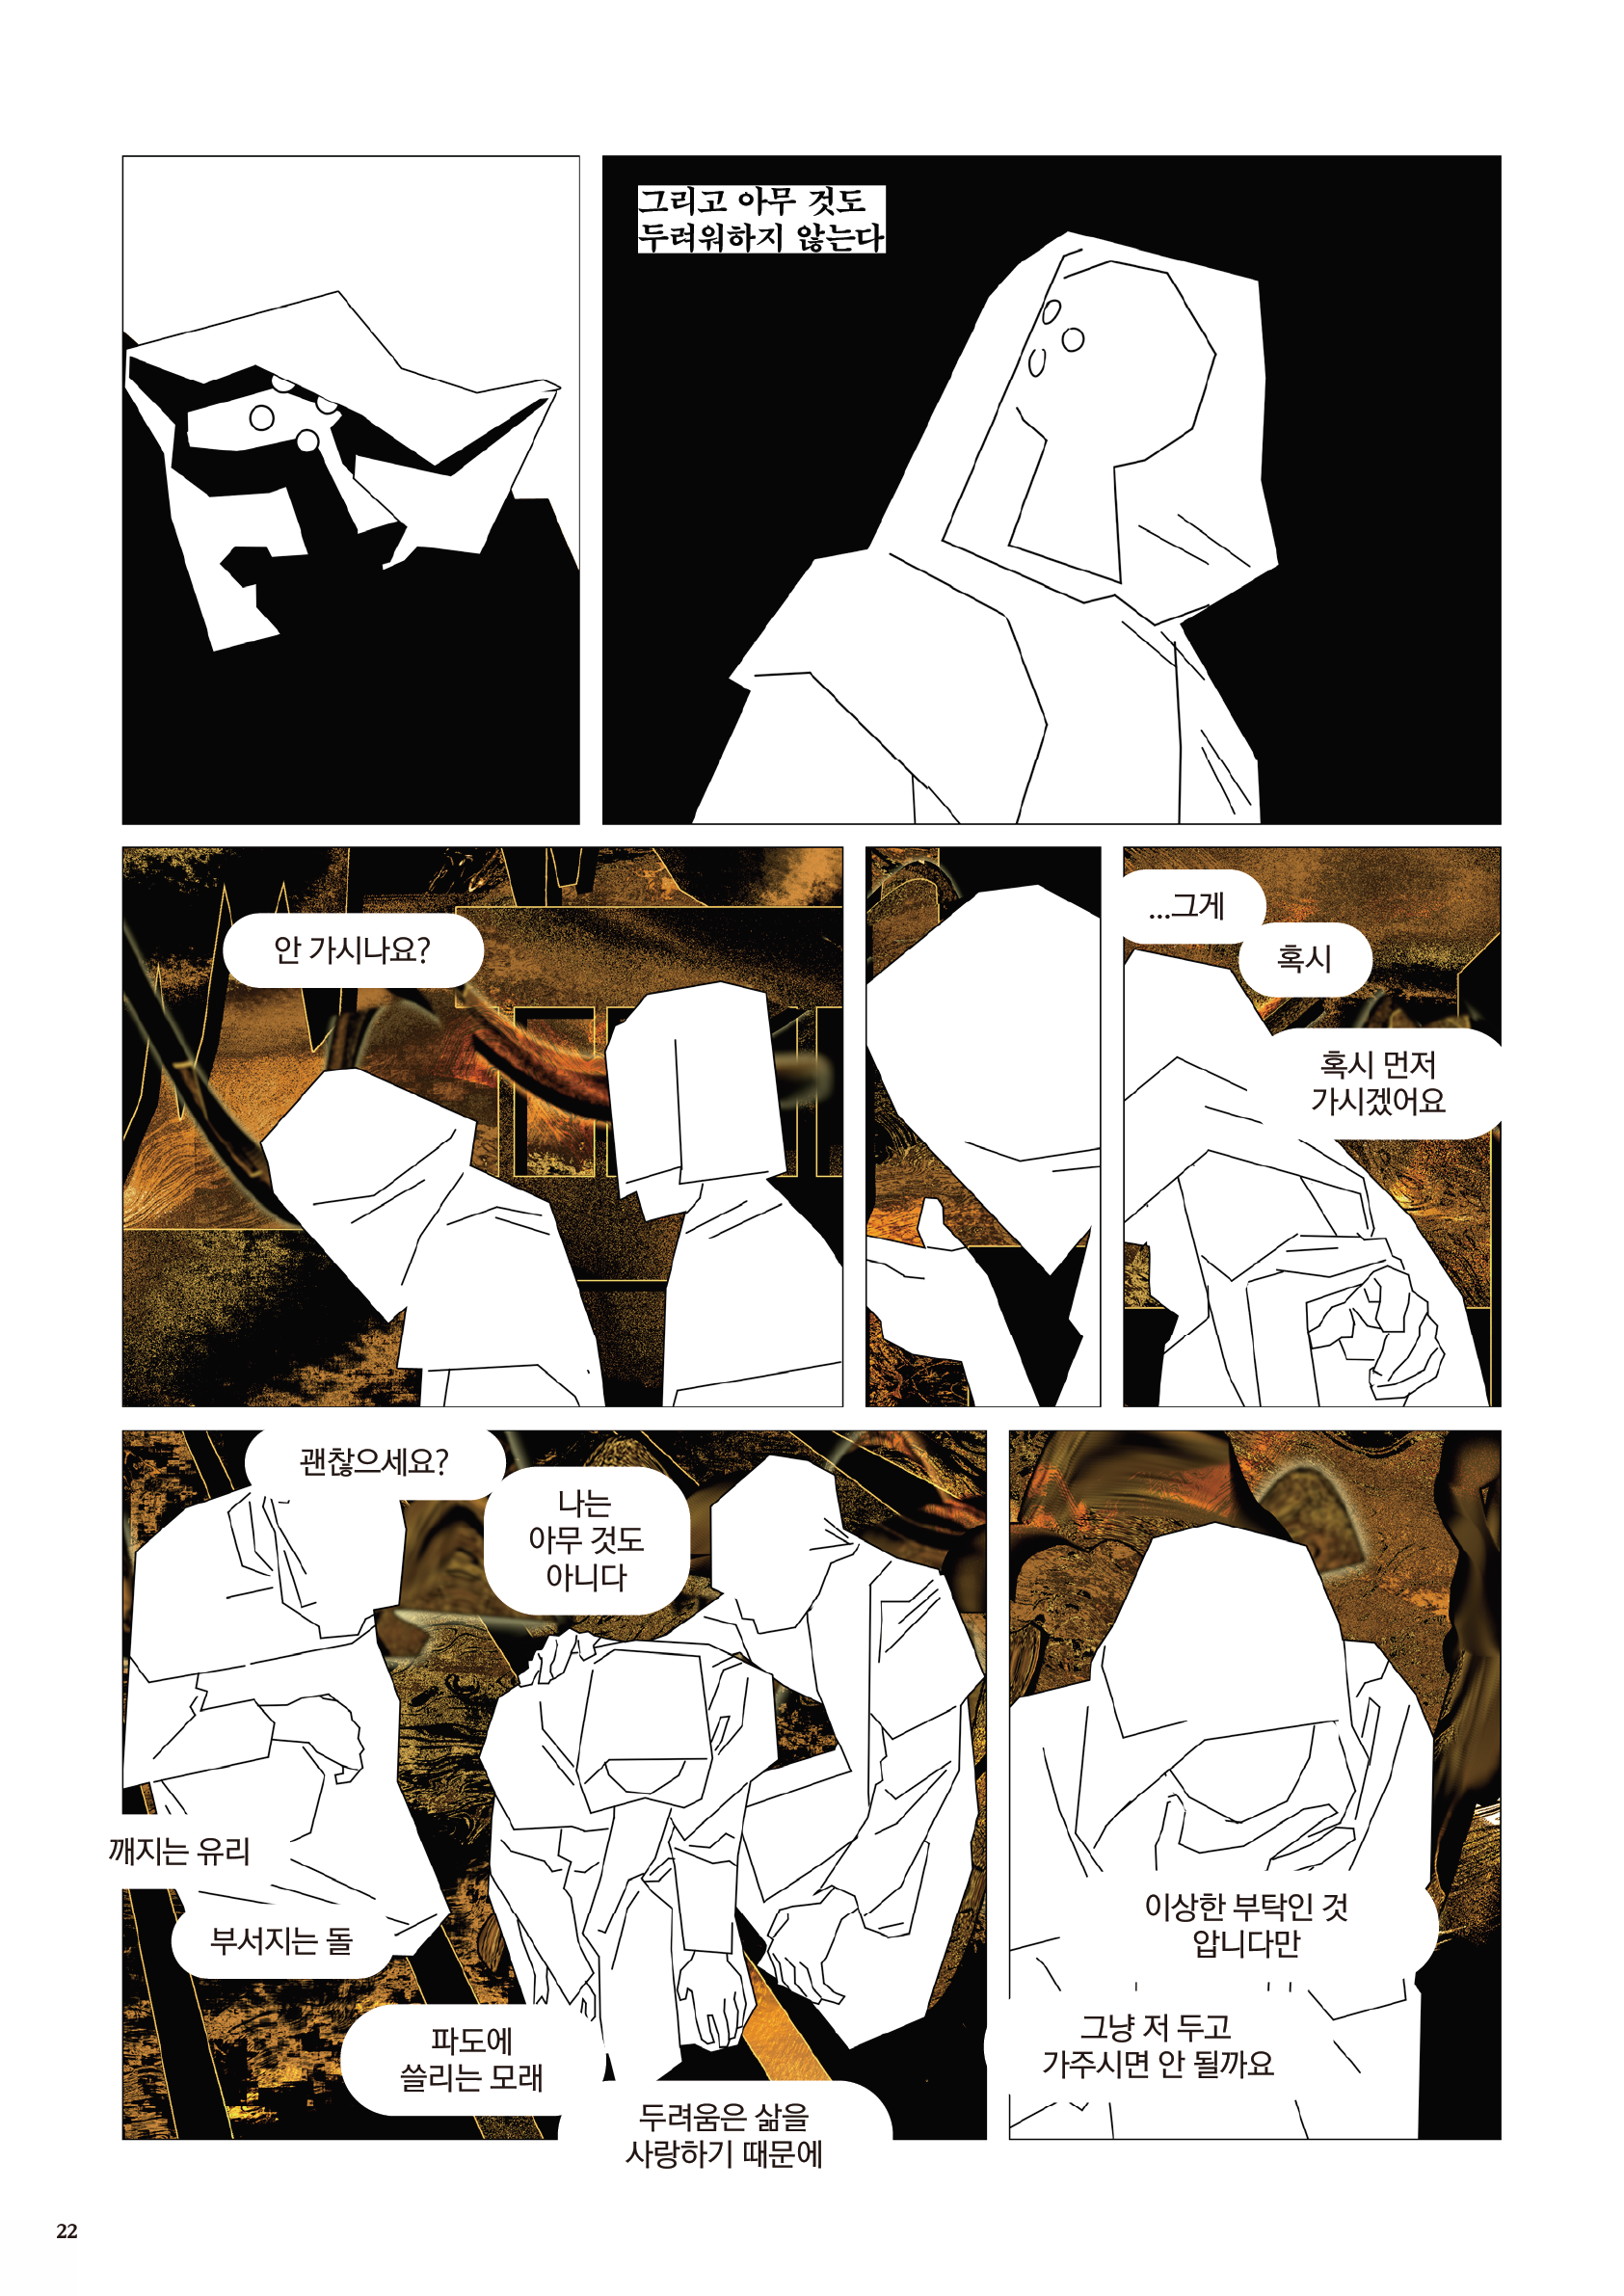 그리고 아무 것도
두려워하지 않는다
안 가시나요?
...그게
혹시
혹시 먼저
가시겠어요
괜찮으세요?
나는
아무 것도
아니다
깨지는 유리
부서지는 돌
파도에
쓸리는 모래
두려움은 삶을
사랑하기 때문에
이상한 부탁인 것
압니다만
그냥 저 두고
가주시면 안 될까요
22